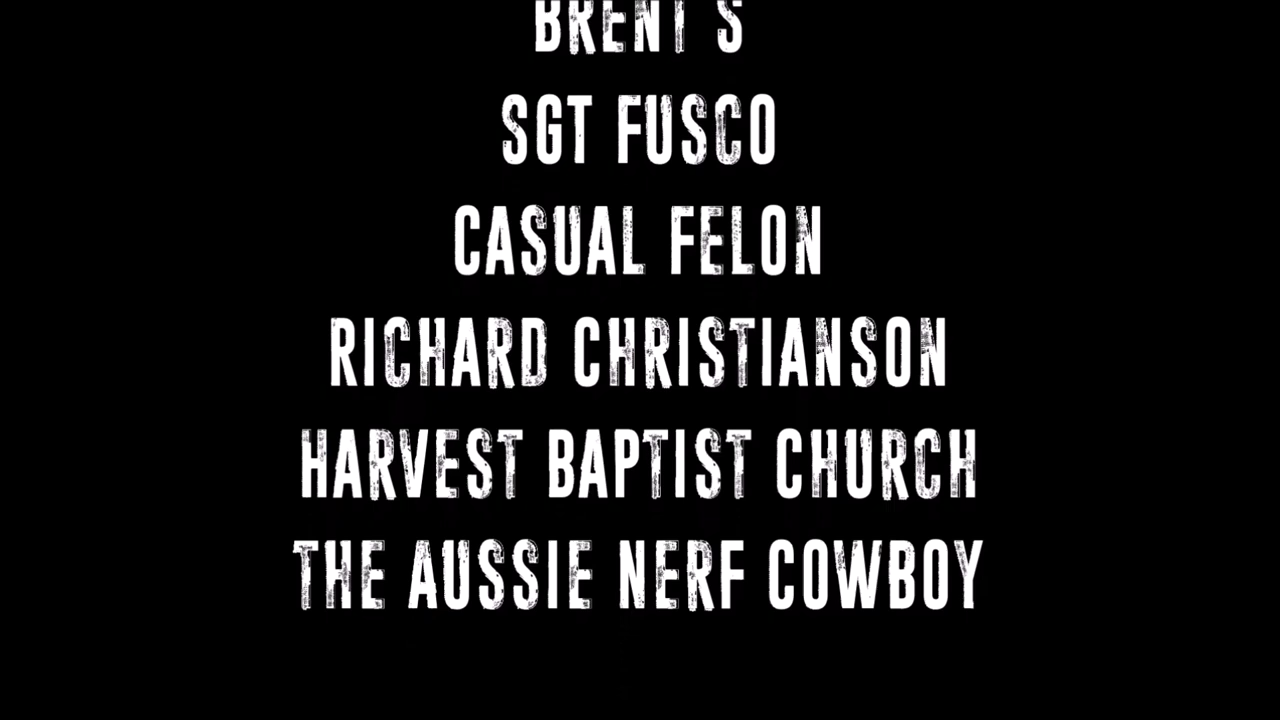 BRENT S
SGT FUSCO
CASUAL FELON
RICHARD CHRISTIANSON
HARVEST BAPTIST CHURCH
THE AUSSIE NERF COWBOY